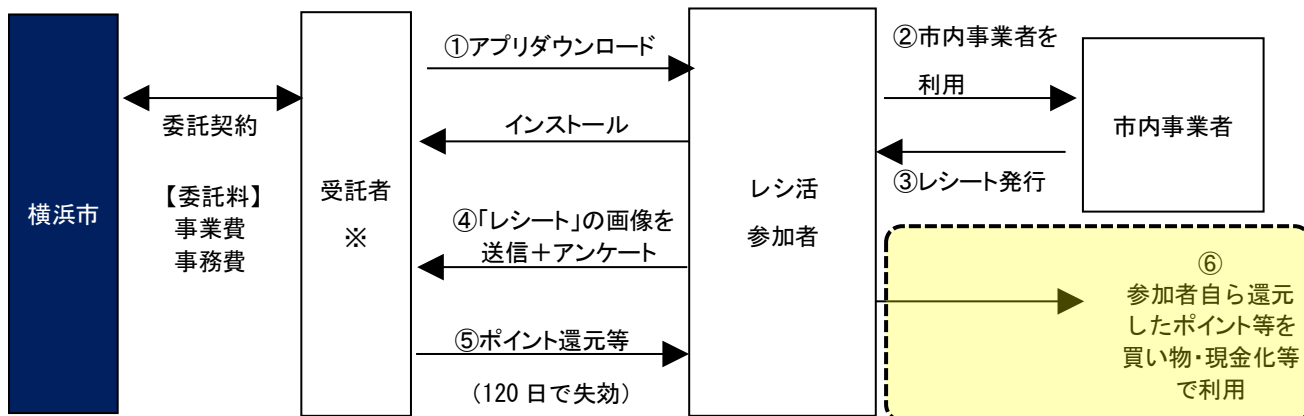 横浜市
委託契約
【委託料】
事業費
事務費
受託者
※
①アプリダウンロード
インストール
④「レシート」の画像を
送信＋アンケート
⑤ポイント還元等
（120 日で失効）
レシ活
参加者
②市内事業者を
利用
③レシート発行
市内事業者
⑥
参加者自ら還元
したポイント等を
買い物・現金化等
で利用